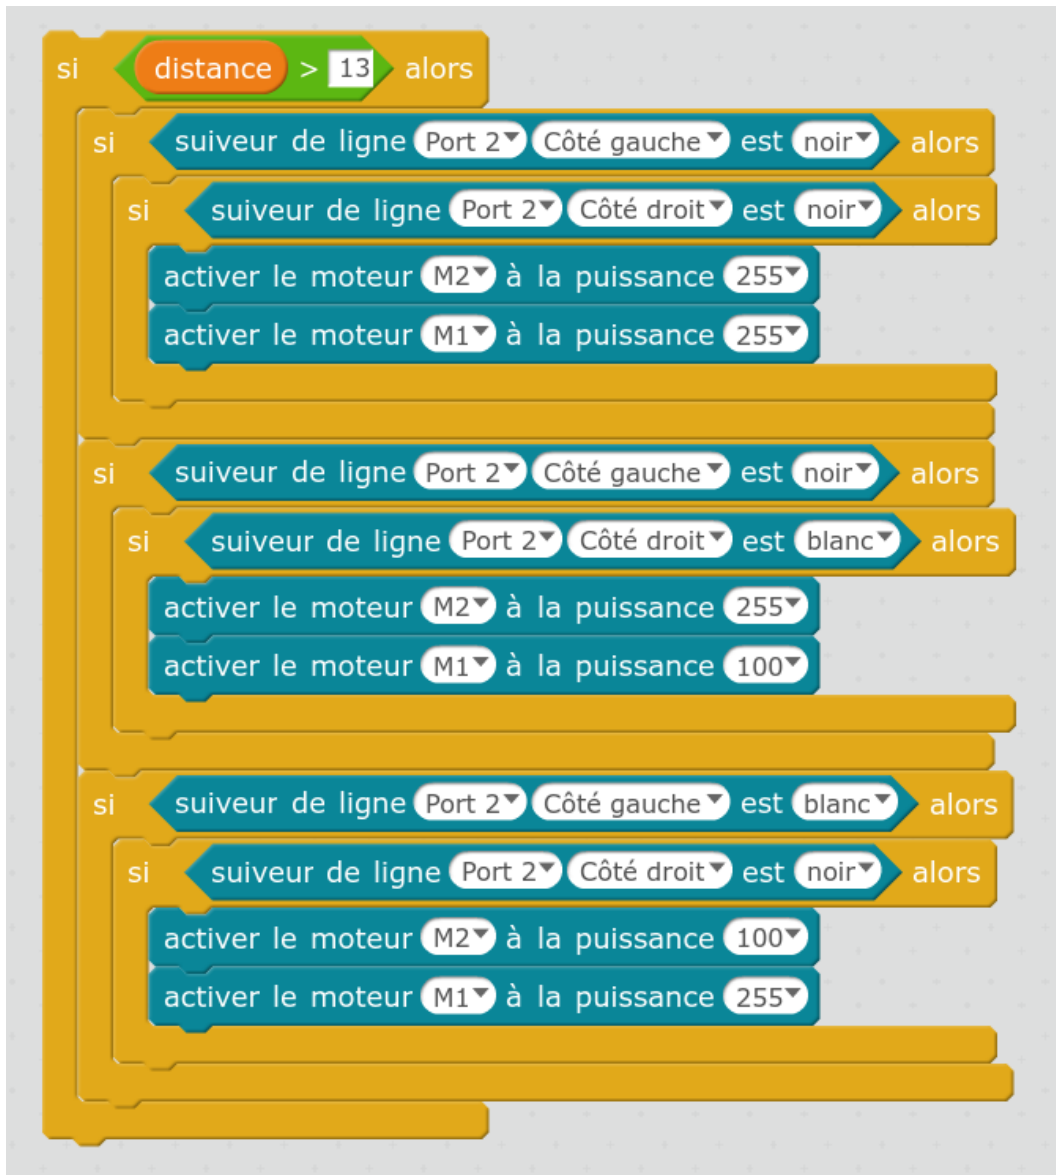 si distance > 13 alors
si suiveur de ligne Port 2 Côté gauche est noir alors
si suiveur de ligne Port 2 Côté droit est noir alors
activer le moteur M2 à la puissance 255
activer le moteur M1 à la puissance 255
si suiveur de ligne Port 2 Côté gauche est noir alors
si suiveur de ligne Port 2 Côté droit est blanc alors
activer le moteur M2 à la puissance 255
activer le moteur M1 à la puissance 100
si suiveur de ligne Port 2 Côté gauche est blanc alors
si suiveur de ligne Port 2 Côté droit est noir alors
activer le moteur M2 à la puissance 100
activer le moteur M1 à la puissance 255